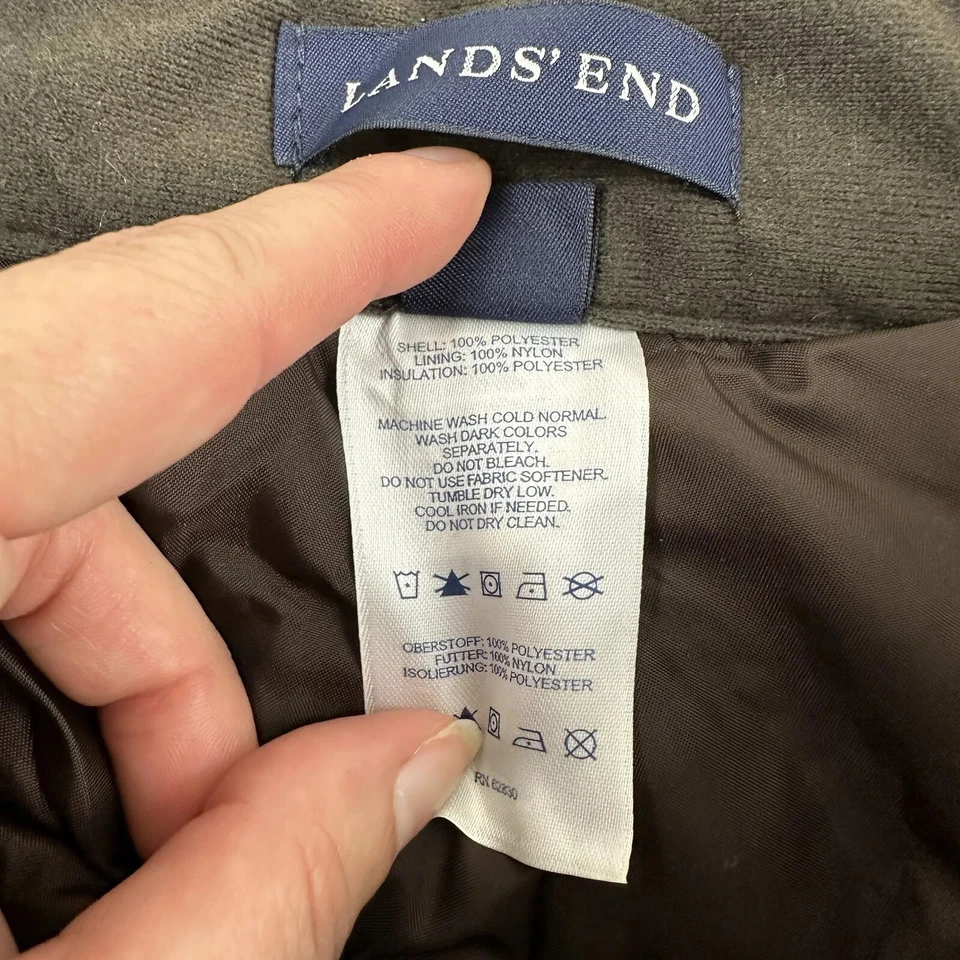 LANDS' END
SHELL: 100% POLYESTER
LINING: 100% NYLON
INSULATION: 100% POLYESTER
MACHINE WASH COLD NORMAL.
WASH DARK COLORS
SEPARATELY.
DO NOT BLEACH.
DO NOT USE FABRIC SOFTENER.
TUMBLE DRY LOW.
COOL IRON IF NEEDED.
DO NOT DRY CLEAN.
OBERSTOFF: 100% POLYESTER
FUTTER: 100% NYLON
ISOLIERUNG: 100% POLYESTER
RN 62830